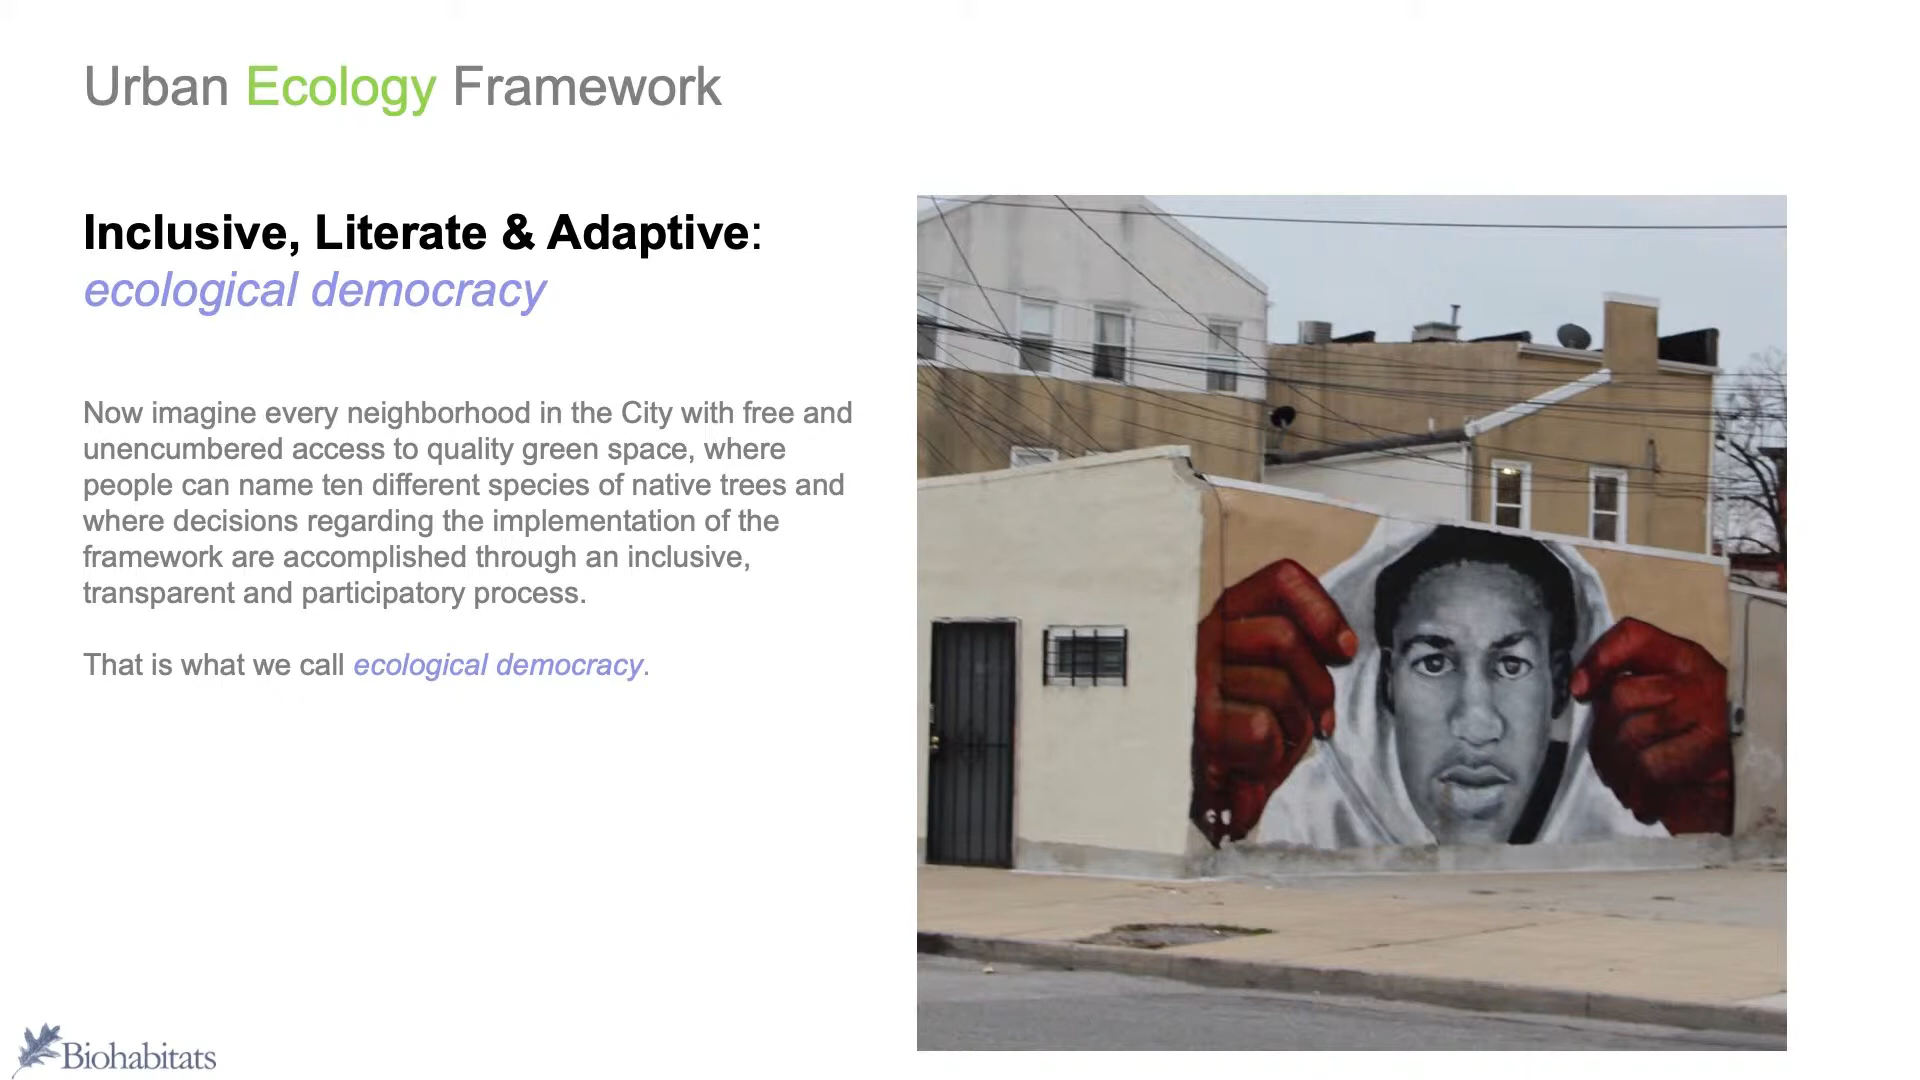 Urban Ecology Framework
Inclusive, Literate & Adaptive:
ecological democracy
Now imagine every neighborhood in the City with free and
unencumbered access to quality green space, where
people can name ten different species of native trees and
where decisions regarding the implementation of the
framework are accomplished through an inclusive,
transparent and participatory process.
That is what we call ecological democracy.
Biohabitats